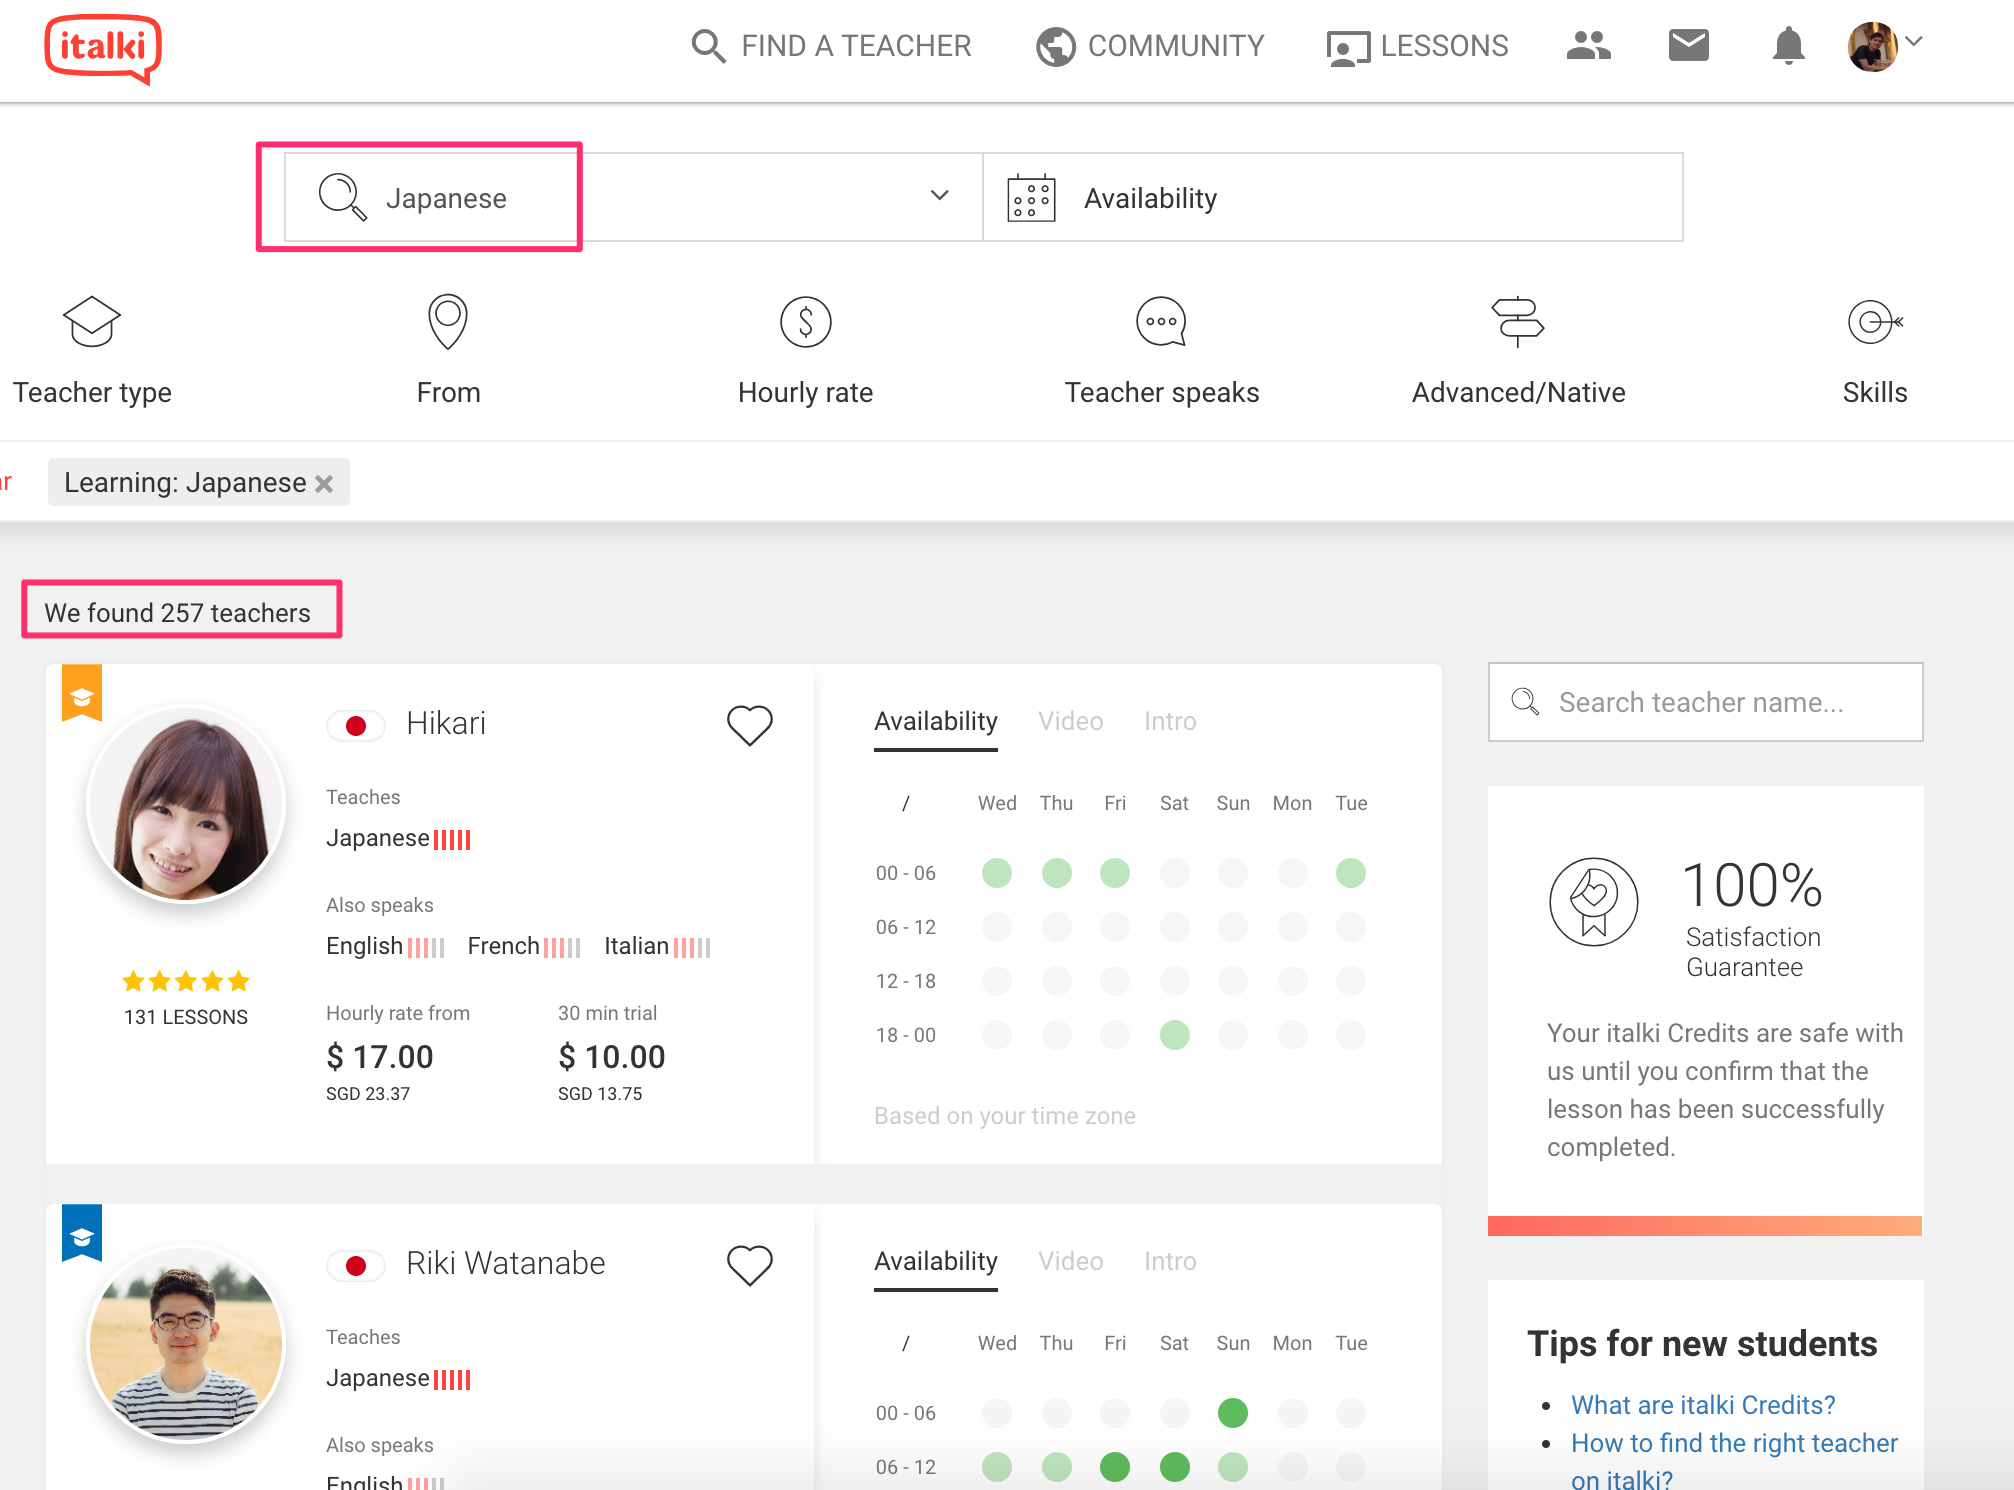 italki
FIND A TEACHER
COMMUNITY
LESSONS
Japanese
Availability
Teacher type
From
Hourly rate
Teacher speaks
Advanced/Native
Skills
Learning: Japanese
We found 257 teachers
Hikari
Teaches
Japanese
Also speaks
English French Italian
131 LESSONS
Hourly rate from
30 min trial
$ 17.00
$ 10.00
SGD 23.37
SGD 13.75
Availability Video Intro
/ Wed Thu Fri Sat Sun Mon Tue
00 - 06
06 - 12
12 - 18
18 - 00
Based on your time zone
Search teacher name...
100%
Satisfaction
Guarantee
Your italki Credits are safe with
us until you confirm that the
lesson has been successfully
completed.
Riki Watanabe
Teaches
Japanese
Also speaks
English
Availability Video Intro
/ Wed Thu Fri Sat Sun Mon Tue
00 - 06
06 - 12
Tips for new students
What are italki Credits?
How to find the right teacher
on italki?